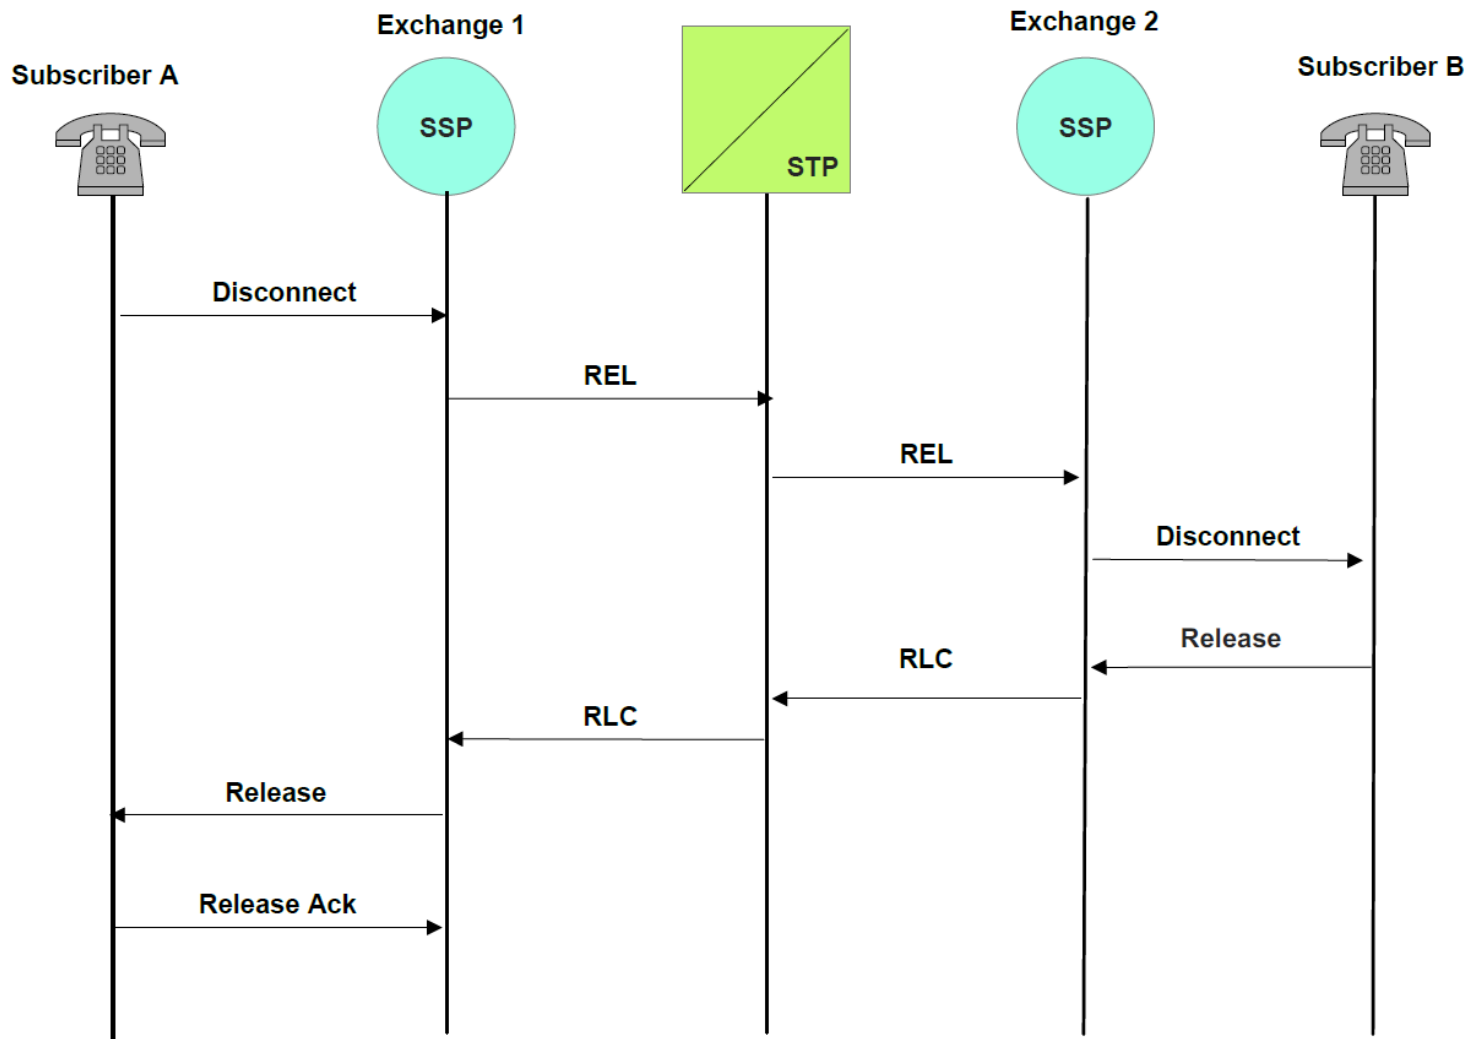 Exchange 1
Exchange 2
Subscriber A
Subscriber B
SSP
SSP
STP
Disconnect
REL
REL
Disconnect
Release
RLC
RLC
Release
Release Ack